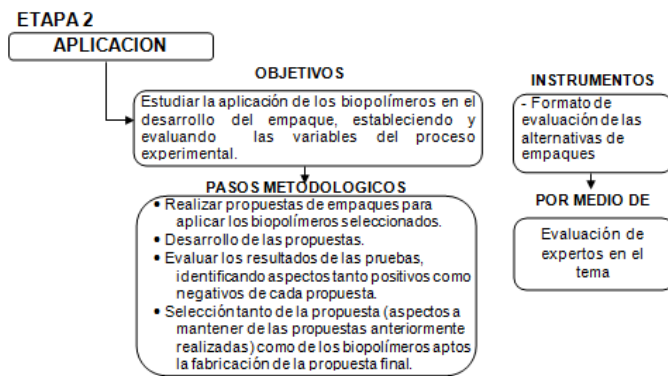 ETAPA 2
APLICACION
OBJETIVOS
Estudiar la aplicación de los biopolímeros en el
desarrollo del empaque, estableciendo y
evaluando las variables del proceso
experimental.
PASOS METODOLOGICOS
• Realizar propuestas de empaques para
aplicar los biopolímeros seleccionados.
• Desarrollo de las propuestas.
• Evaluar los resultados de las pruebas,
identificando aspectos tanto positivos como
negativos de cada propuesta.
• Selección tanto de la propuesta (aspectos a
mantener de las propuestas anteriormente
realizadas) como de los biopolímeros aptos
la fabricación de la propuesta final.
INSTRUMENTOS
- Formato de
evaluación de las
alternativas de
empaques
POR MEDIO DE
Evaluación de
expertos en el
tema